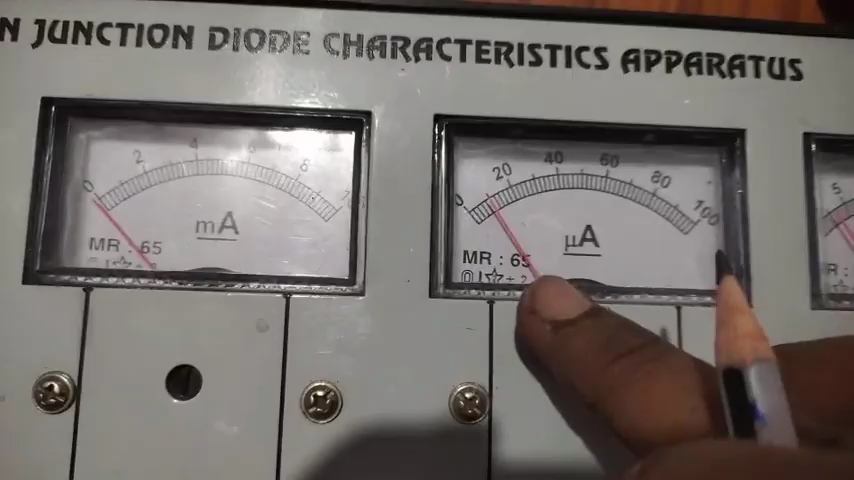 N JUNCTION DIODE CHARACTERISTICS APPARATUS
0 2 4 6 8
mA
MR : 65
0 20 40 60 80 100
µA
MR : 65
5
R :